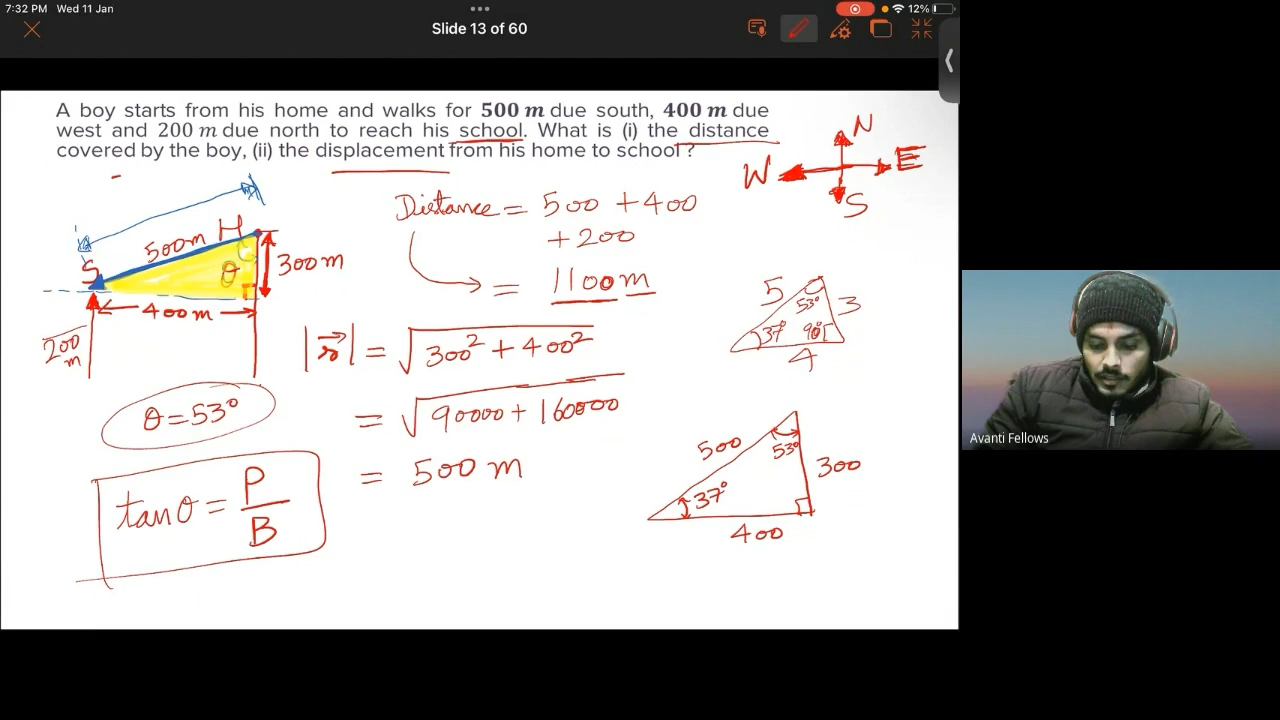 7:32 PM Wed 11 Jan
12%
Slide 13 of 60
A boy starts from his home and walks for 500 m due south, 400 m due
west and 200 m due north to reach his school. What is (i) the distance
covered by the boy, (ii) the displacement from his home to school ?
N
W E
S
Distance = 500 + 400
+ 200
= 1100 m
500m H
S θ 300 m
400 m
200
m
|r⃗| = √300² + 400²
= √90000 + 160000
= 500 m
θ = 53°
tanθ = P
B
5 53° 3
37° 90°
4
500 53° 300
37°
400
Avanti Fellows